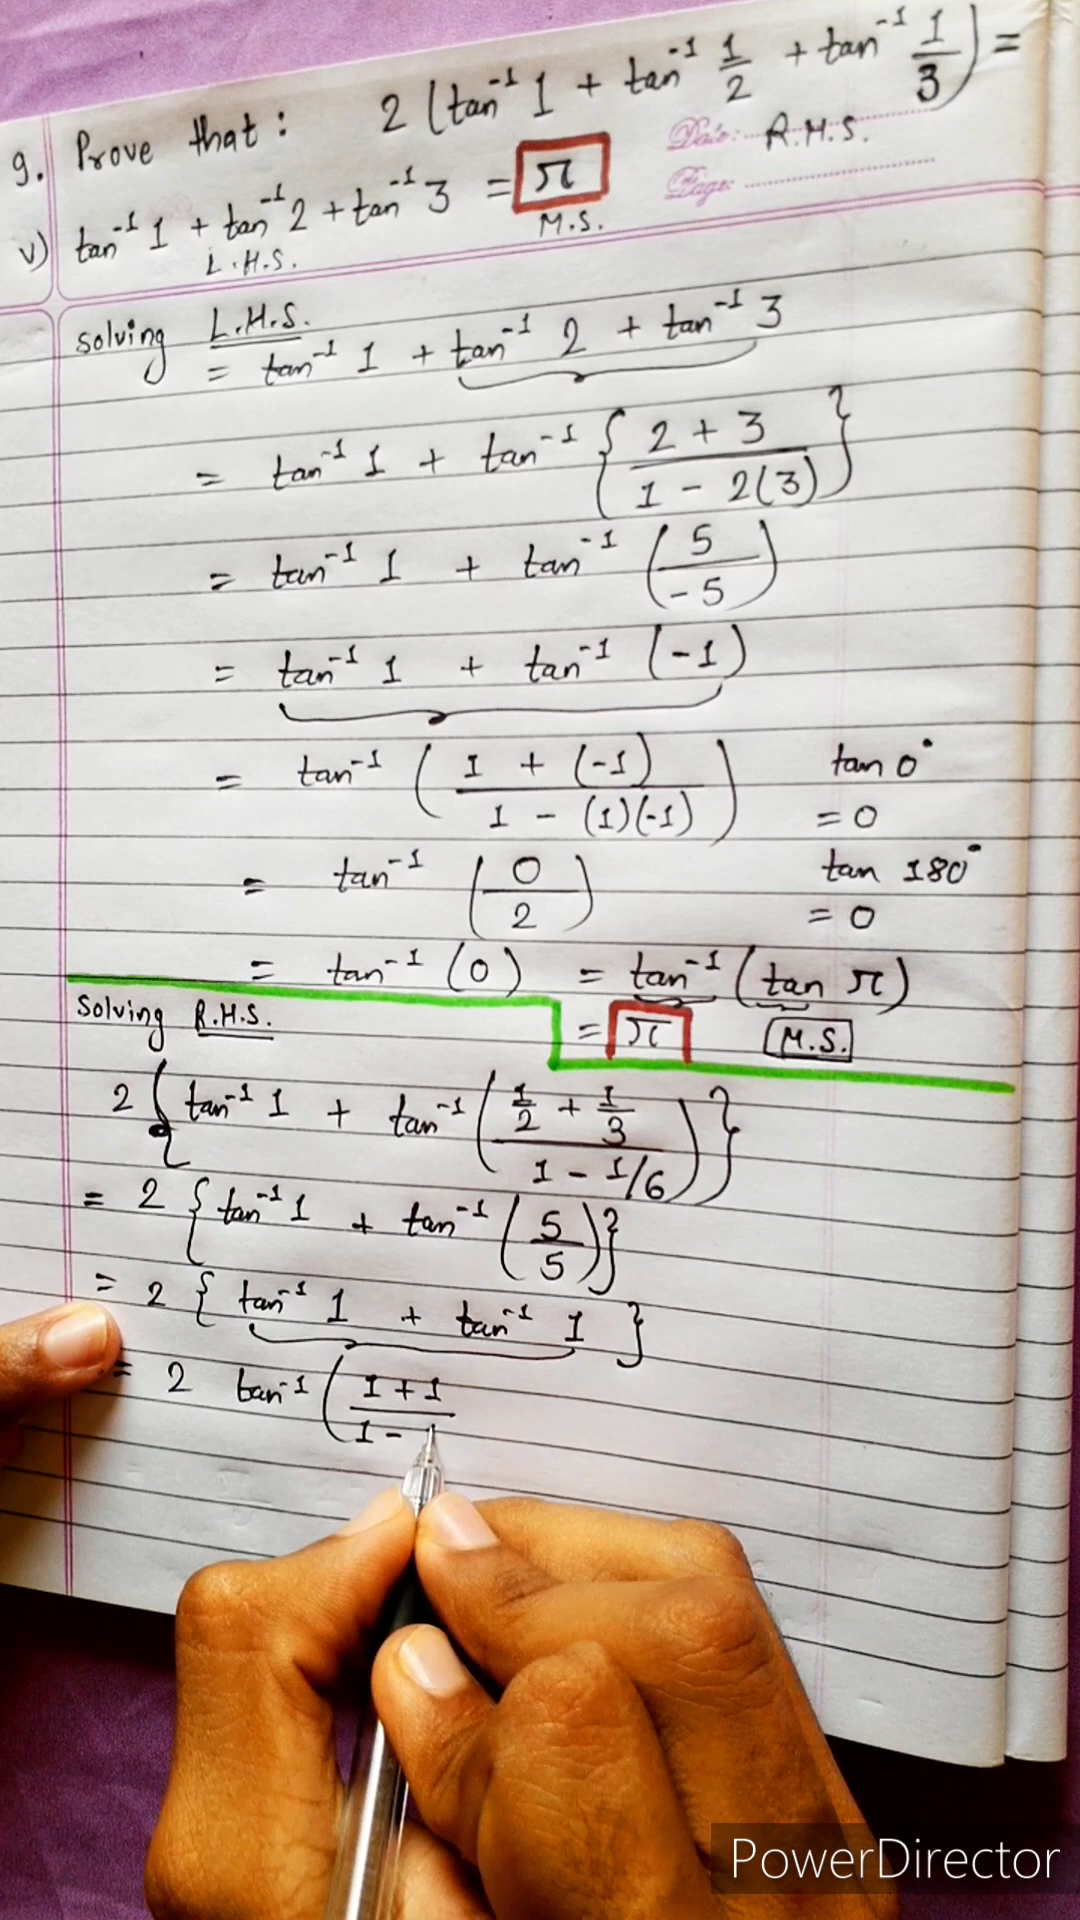 9. Prove that : 2 (tan⁻¹ 1 + tan⁻¹ 1/2 + tan⁻¹ 1/3) =
Date: R.H.S.
Page:
v) tan⁻¹ 1 + tan⁻¹ 2 + tan⁻¹ 3 = π
L.H.S. M.S.
solving L.H.S.
= tan⁻¹ 1 + tan⁻¹ 2 + tan⁻¹ 3
= tan⁻¹ 1 + tan⁻¹ { (2 + 3)/(1 - 2(3)) }
= tan⁻¹ 1 + tan⁻¹ (5/-5)
= tan⁻¹ 1 + tan⁻¹ (-1)
= tan⁻¹ ( (1 + (-1))/(1 - (1)(-1)) ) tan 0°
= 0
= tan⁻¹ (0/2) tan 180°
= 0
= tan⁻¹ (0) = tan⁻¹ (tan π)
= π M.S.
Solving R.H.S.
2 { tan⁻¹ 1 + tan⁻¹ ( (1/2 + 1/3)/(1 - 1/6) ) }
= 2 { tan⁻¹ 1 + tan⁻¹ (5/5) }
= 2 { tan⁻¹ 1 + tan⁻¹ 1 }
= 2 tan⁻¹ ( (1 + 1)/(1 -
PowerDirector